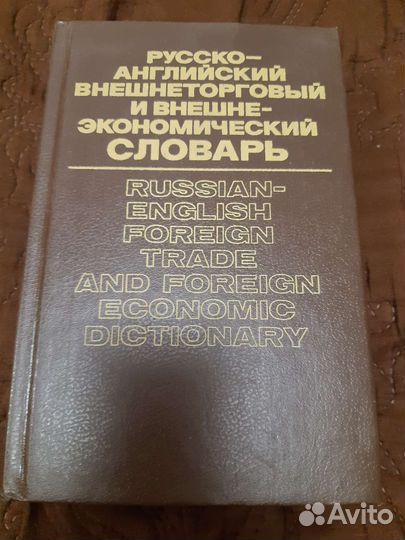 РУССКО-
АНГЛИЙСКИЙ
ВНЕШНЕТОРГОВЫЙ
И ВНЕШНЕ-
ЭКОНОМИЧЕСКИЙ
СЛОВАРЬ
RUSSIAN-
ENGLISH
FOREIGN
TRADE
AND FOREIGN
ECONOMIC
DICTIONARY
Avito